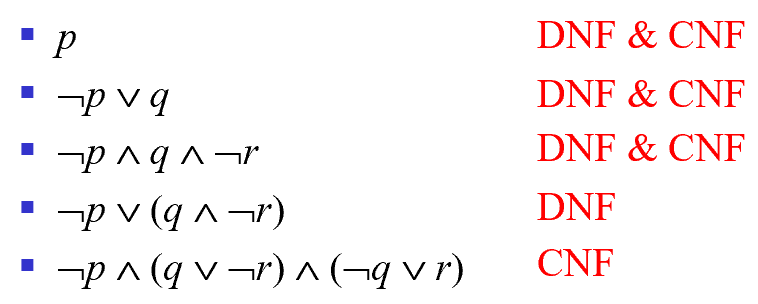 ▪ p DNF & CNF
▪ ¬p ∨ q DNF & CNF
▪ ¬p ∧ q ∧ ¬r DNF & CNF
▪ ¬p ∨ (q ∧ ¬r) DNF
▪ ¬p ∧ (q ∨ ¬r) ∧ (¬q ∨ r) CNF